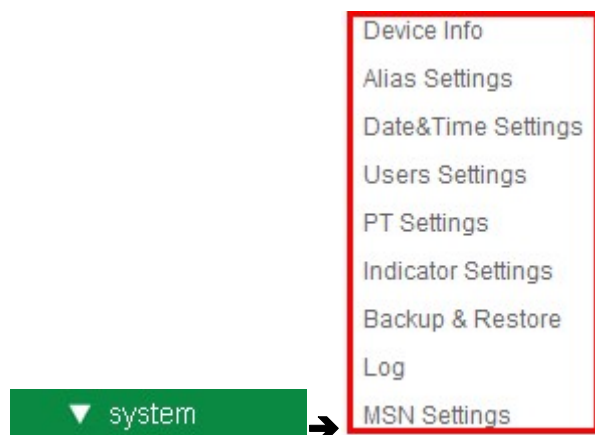 Device Info
Alias Settings
Date&Time Settings
Users Settings
PT Settings
Indicator Settings
Backup & Restore
Log
▼ system ➔ MSN Settings